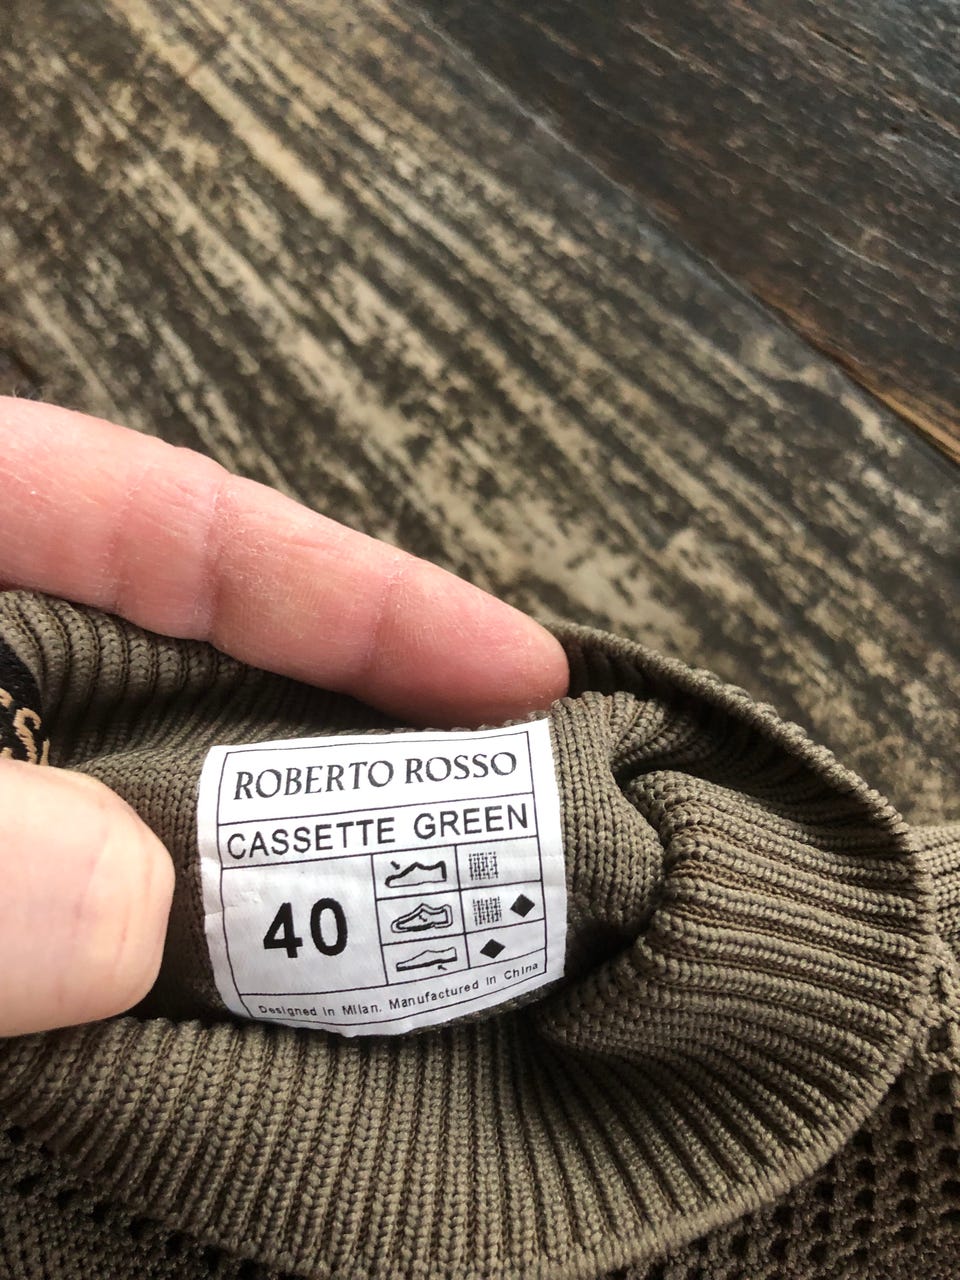 ROBERTO ROSSO
CASSETTE GREEN
40
Designed in Milan. Manufactured in China